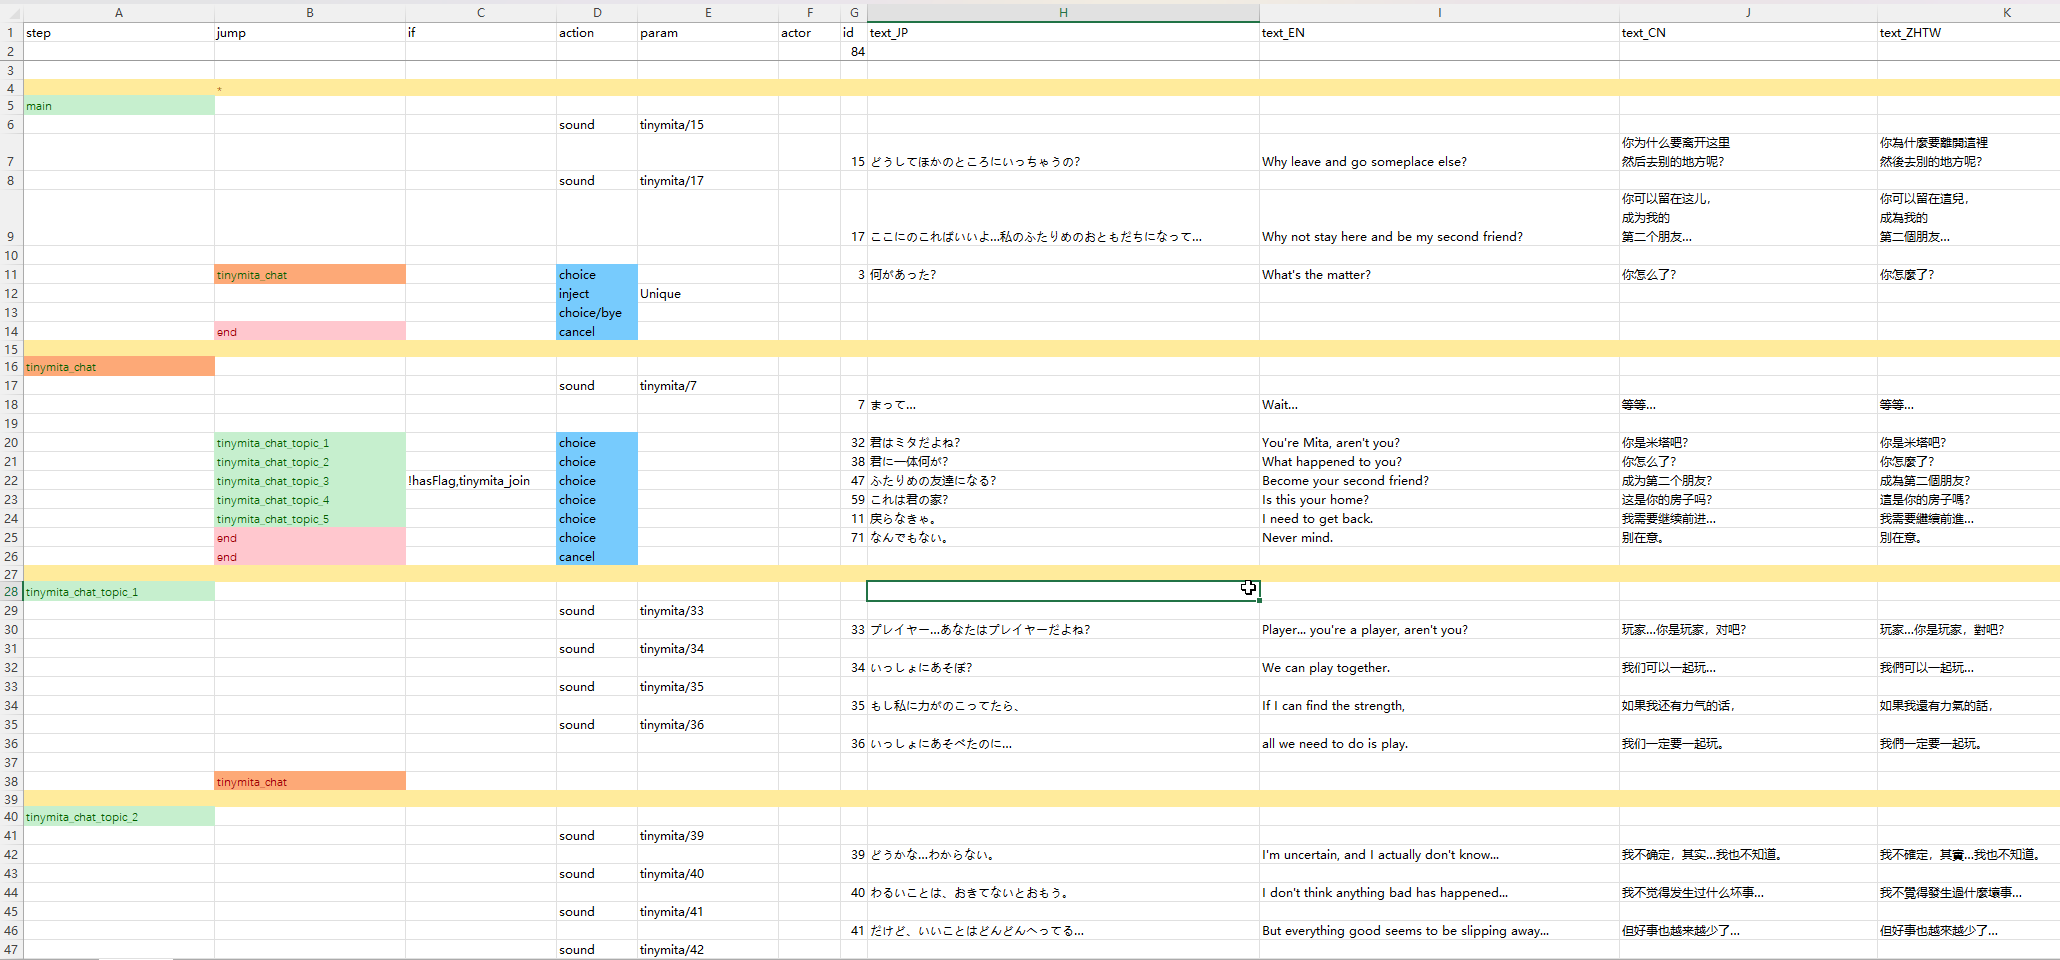 A B C D E F G H I J K
1 step jump if action param actor id text_JP text_EN text_CN text_ZHTW
2 84
3
4 *
5 main
6 sound tinymita/15
你为什么要离开这里 你為什麼要離開這裡
7 15 どうしてほかのところにいっちゃうの? Why leave and go someplace else? 然后去别的地方呢? 然後去別的地方呢?
8 sound tinymita/17
你可以留在这儿, 你可以留在這兒,
成为我的 成為我的
9 17 ここにのこればいいよ...私のふたりめのおともだちになって... Why not stay here and be my second friend? 第二个朋友... 第二個朋友...
10
11 tinymita_chat choice 3 何があった? What's the matter? 你怎么了? 你怎麼了?
12 inject Unique
13 choice/bye
14 end cancel
15
16 tinymita_chat
17 sound tinymita/7
18 7 まって... Wait... 等等... 等等...
19
20 tinymita_chat_topic_1 choice 32 君はミタだよね? You're Mita, aren't you? 你是米塔吧? 你是米塔吧?
21 tinymita_chat_topic_2 choice 38 君に一体何が? What happened to you? 你怎么了? 你怎麼了?
22 tinymita_chat_topic_3 !hasFlag,tinymita_join choice 47 ふたりめの友達になる? Become your second friend? 成为第二个朋友? 成為第二個朋友?
23 tinymita_chat_topic_4 choice 59 これは君の家? Is this your home? 这是你的房子吗? 這是你的房子嗎?
24 tinymita_chat_topic_5 choice 11 戻らなきゃ。 I need to get back. 我需要继续前进... 我需要繼續前進...
25 end choice 71 なんでもない。 Never mind. 别在意。 別在意。
26 end cancel
27
28 tinymita_chat_topic_1
29 sound tinymita/33
30 33 プレイヤー...あなたはプレイヤーだよね? Player... you're a player, aren't you? 玩家...你是玩家，对吧? 玩家...你是玩家，對吧?
31 sound tinymita/34
32 34 いっしょにあそぼ? We can play together. 我们可以一起玩... 我們可以一起玩...
33 sound tinymita/35
34 35 もし私に力がのこってたら、 If I can find the strength, 如果我还有力气的话, 如果我還有力氣的話,
35 sound tinymita/36
36 36 いっしょにあそべたのに... all we need to do is play. 我们一定要一起玩。 我們一定要一起玩。
37
38 tinymita_chat
39
40 tinymita_chat_topic_2
41 sound tinymita/39
42 39 どうかな...わからない。 I'm uncertain, and I actually don't know... 我不确定，其实...我也不知道。 我不確定，其實...我也不知道。
43 sound tinymita/40
44 40 わるいことは、おきてないとおもう。 I don't think anything bad has happened... 我不觉得发生过什么坏事... 我不覺得發生過什麼壞事...
45 sound tinymita/41
46 41 だけど、いいことはどんどんへってる... But everything good seems to be slipping away... 但好事也越来越少了... 但好事也越來越少了...
47 sound tinymita/42